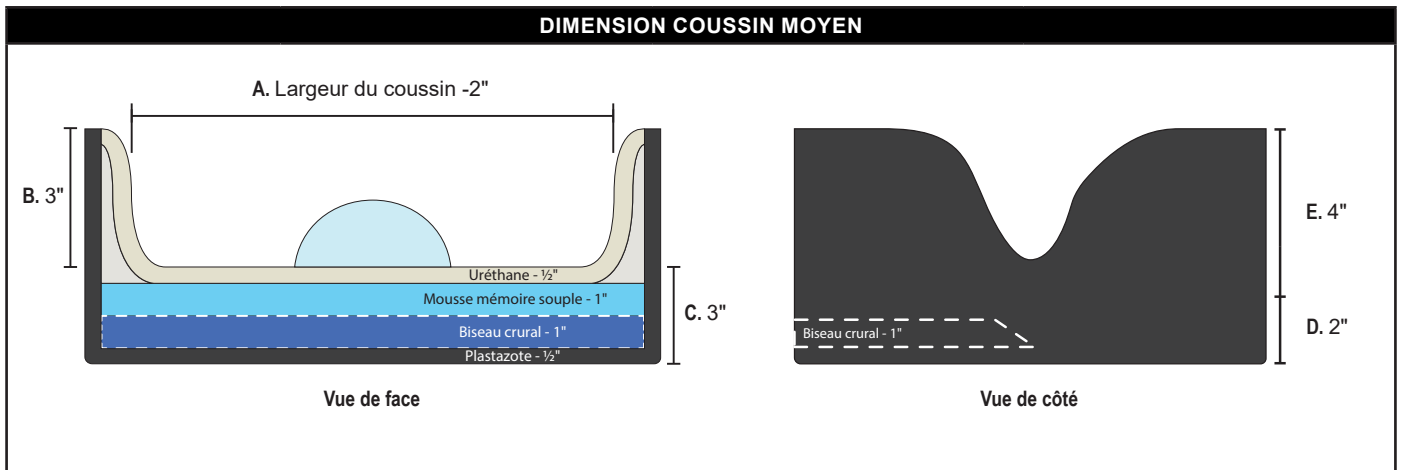 DIMENSION COUSSIN MOYEN
A. Largeur du coussin -2"
B. 3"
Uréthane - ½"
Mousse mémoire souple - 1"
Biseau crural - 1"
Plastazote - ½"
C. 3"
Vue de face
Biseau crural - 1"
E. 4"
D. 2"
Vue de côté